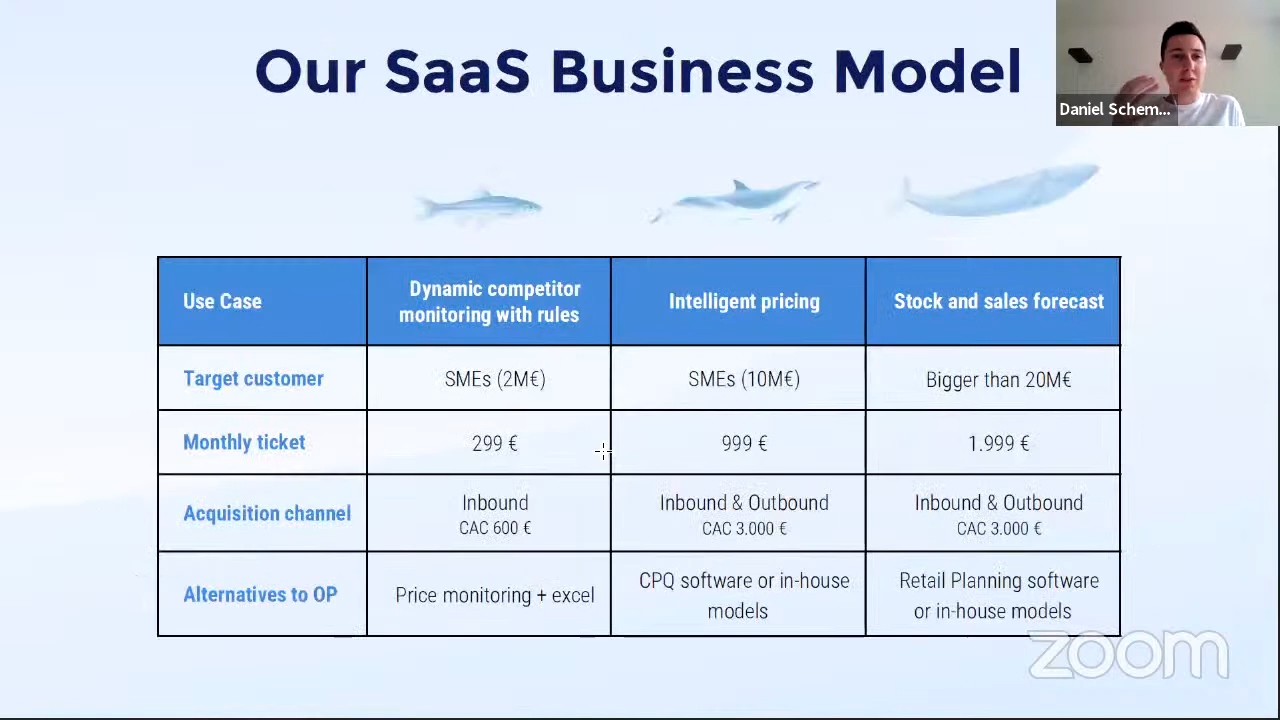 Our SaaS Business Model
Daniel Schem...
Use Case
Dynamic competitor
monitoring with rules
Intelligent pricing
Stock and sales forecast
Target customer
SMEs (2M€)
SMEs (10M€)
Bigger than 20M€
Monthly ticket
299 €
999 €
1.999 €
Acquisition channel
Inbound
CAC 600 €
Inbound & Outbound
CAC 3.000 €
Inbound & Outbound
CAC 3.000 €
Alternatives to OP
Price monitoring + excel
CPQ software or in-house
models
Retail Planning software
or in-house models
zoom